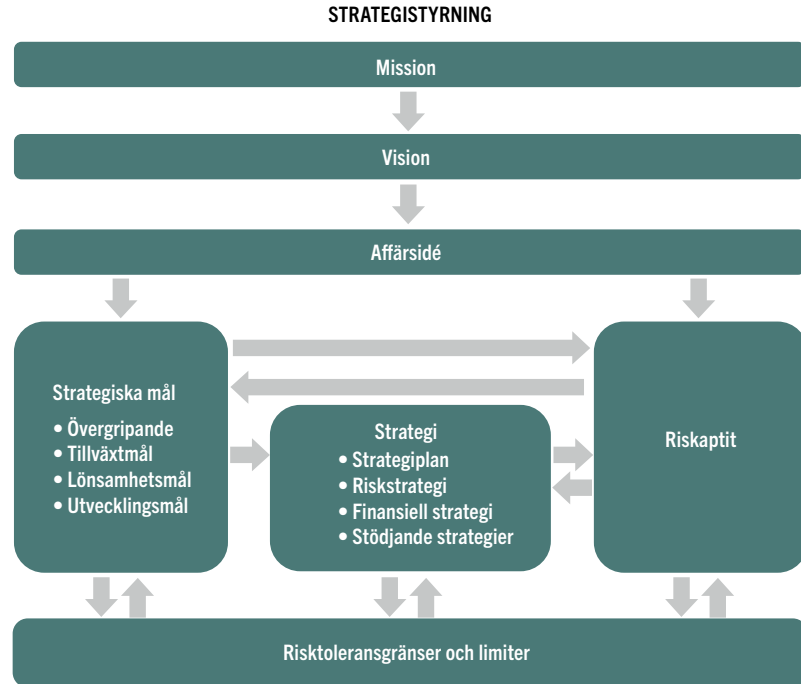 STRATEGISTYRNING
Mission
Vision
Affärsidé
Strategiska mål
• Övergripande
• Tillväxtmål
• Lönsamhetsmål
• Utvecklingsmål
Strategi
• Strategiplan
• Riskstrategi
• Finansiell strategi
• Stödjande strategier
Riskaptit
Risktoleransgränser och limiter